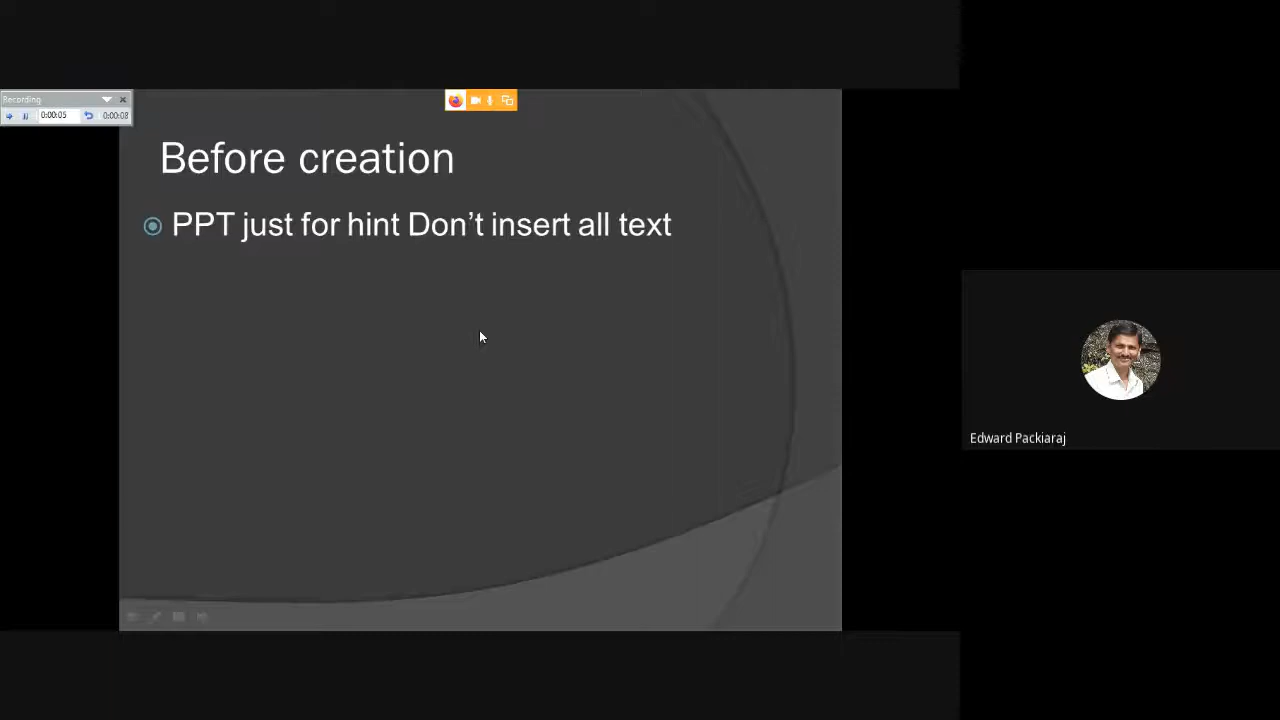 Recording
0:00:05 0:00:08
Before creation
PPT just for hint Don’t insert all text
Edward Packiaraj